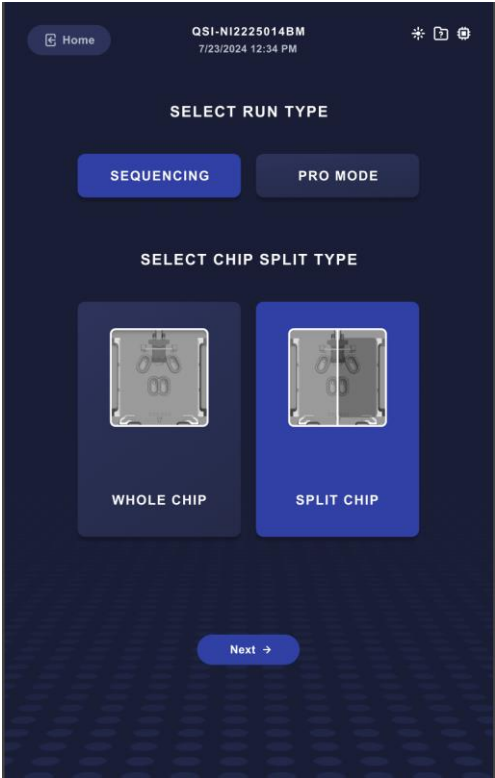 Home
QSI-NI2225014BM
7/23/2024 12:34 PM
SELECT RUN TYPE
SEQUENCING
PRO MODE
SELECT CHIP SPLIT TYPE
WHOLE CHIP
SPLIT CHIP
Next →